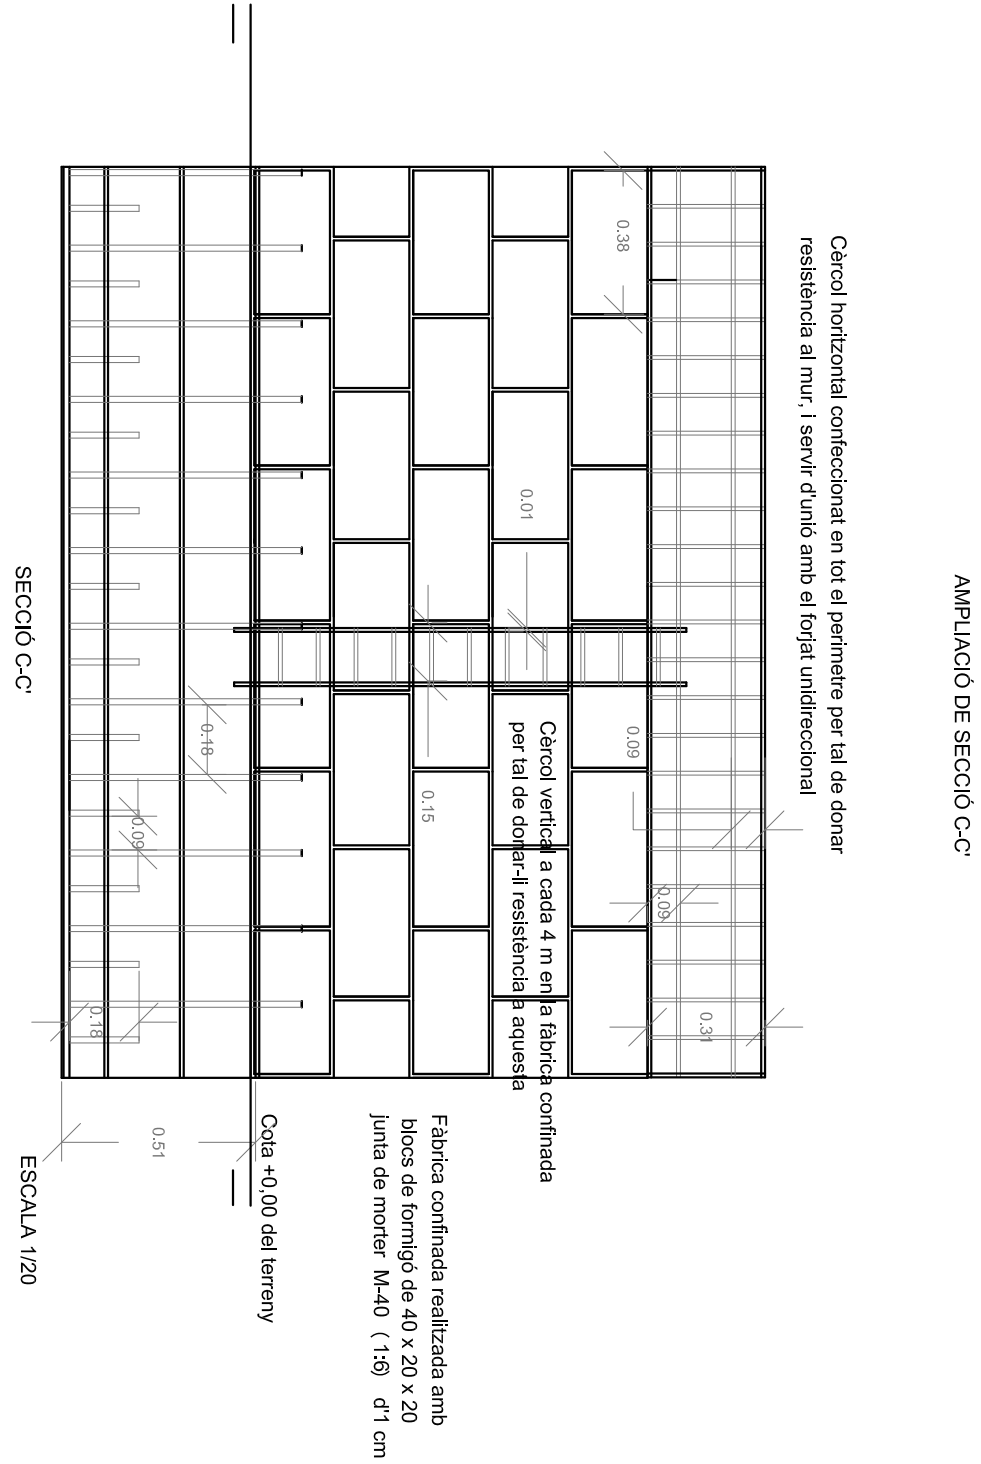 AMPLIACIÓ DE SECCIÓ C-C'
Cèrcol horitzontal confeccionat en tot el perimetre per tal de donar
resistència al mur, i servir d'unió amb el forjat unidireccional
0.38
0.31
0.09
0.09
0.01
Cèrcol vertical a cada 4 m en la fàbrica confinada
per tal de donar-li resistència a aquesta
0.15
Fàbrica confinada realitzada amb
blocs de formigó de 40 x 20 x 20
junta de morter M-40 ( 1:6) d'1 cm
Cota +0,00 del terreny
0.18
0.09
0.18
0.51
SECCIÓ C-C'
ESCALA 1/20